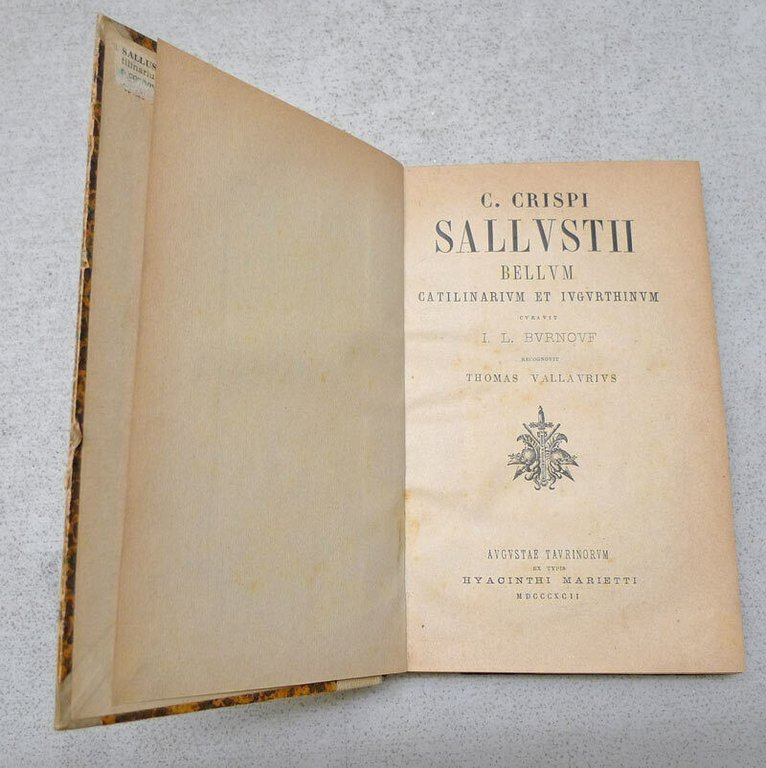 SALLUS
tilinariu
C. CRISPI
SALLVSTII
BELLVM
CATILINARIVM ET IVGVRTHINVM
CVRAVIT
I. L. BVRNOVF
RECOGNOVIT
THOMAS VALLAVRIVS
AVGVSTAE TAVRINORVM
EX TYPIS
HYACINTHI MARIETTI
MDCCCXCII